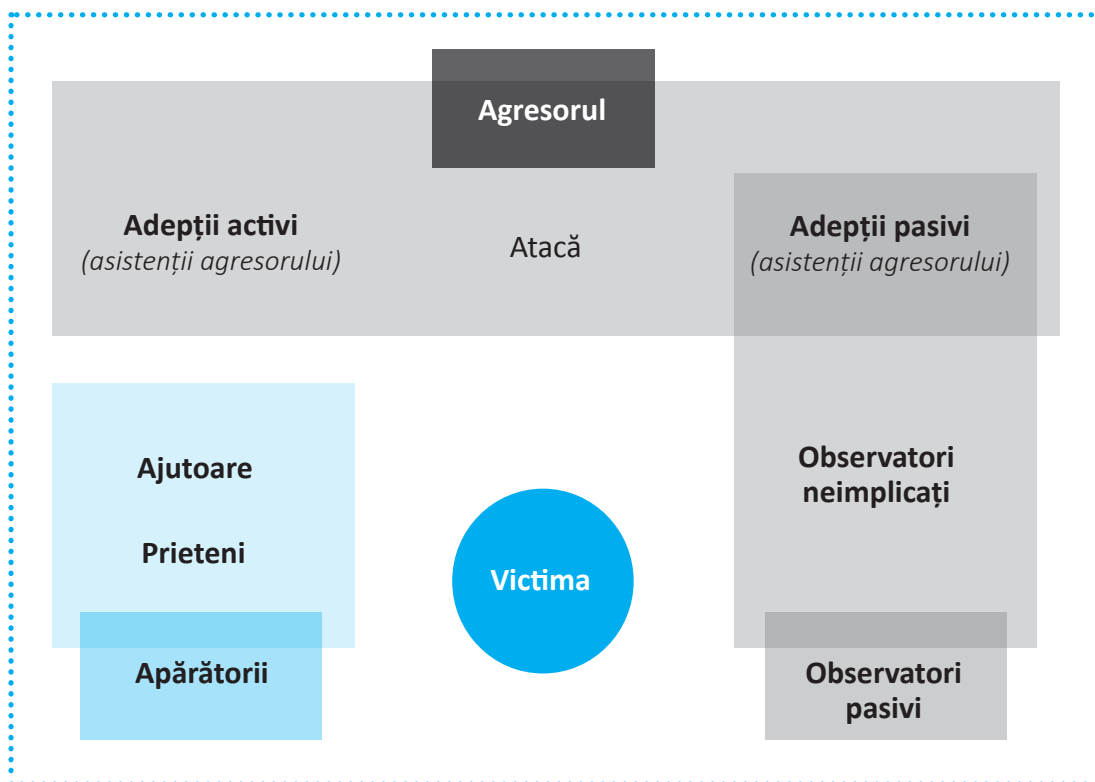 Agresorul
Adepții activi
(asistenții agresorului)
Atacă
Adepții pasivi
(asistenții agresorului)
Ajutoare
Prieteni
Apărătorii
Victima
Observatori
neimplicați
Observatori
pasivi